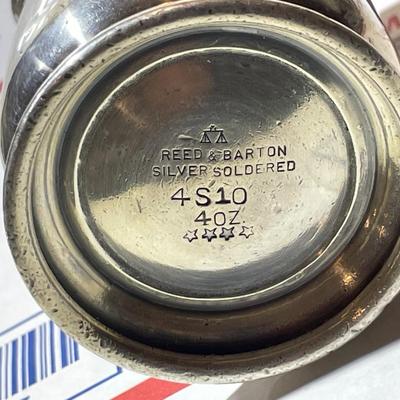 REED & BARTON
SILVER SOLDERED
4S10
4OZ.